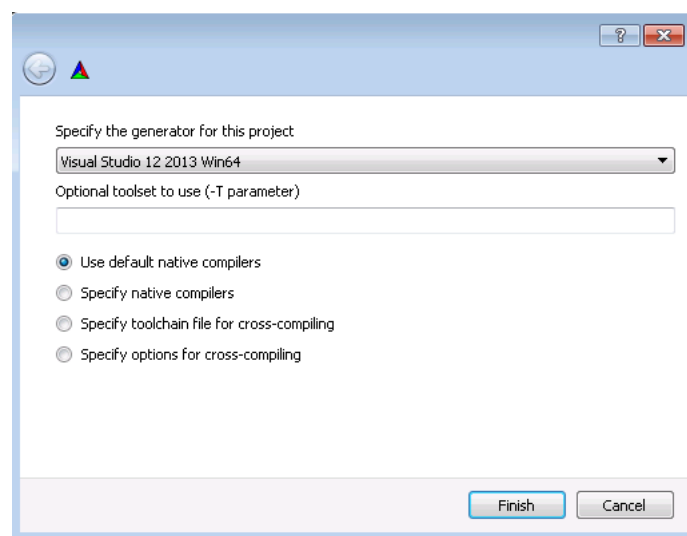 ?
Specify the generator for this project
Visual Studio 12 2013 Win64
Optional toolset to use (-T parameter)
Use default native compilers
Specify native compilers
Specify toolchain file for cross-compiling
Specify options for cross-compiling
Finish Cancel